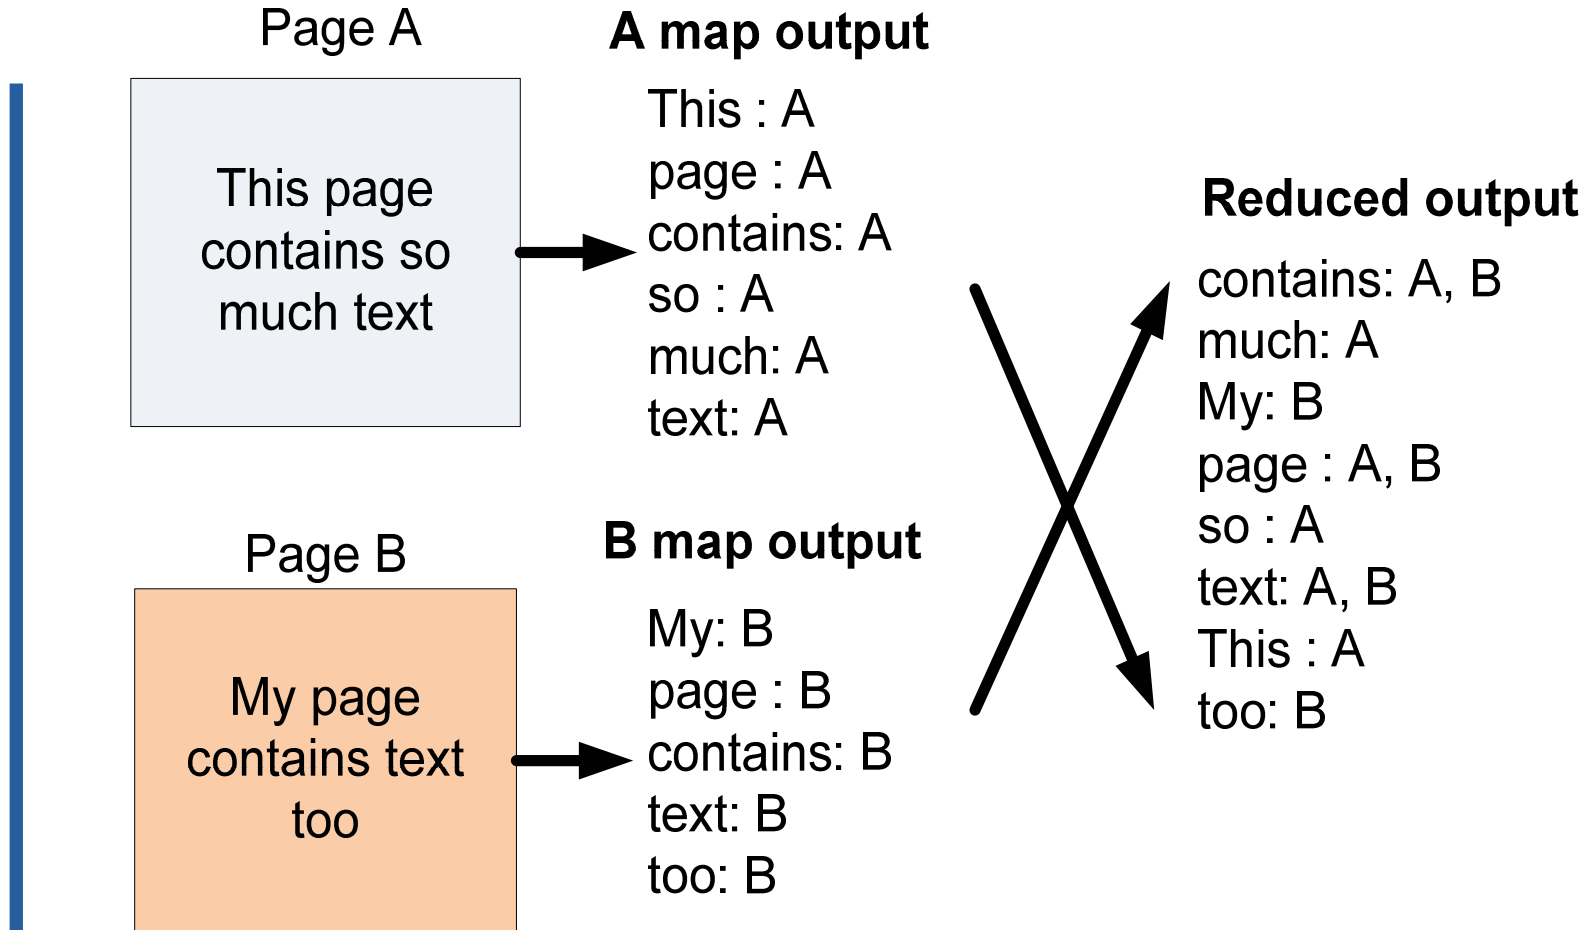 Page A
This page
contains so
much text
A map output
This : A
page : A
contains: A
so : A
much: A
text: A
Page B
My page
contains text
too
B map output
My: B
page : B
contains: B
text: B
too: B
Reduced output
contains: A, B
much: A
My: B
page : A, B
so : A
text: A, B
This : A
too: B